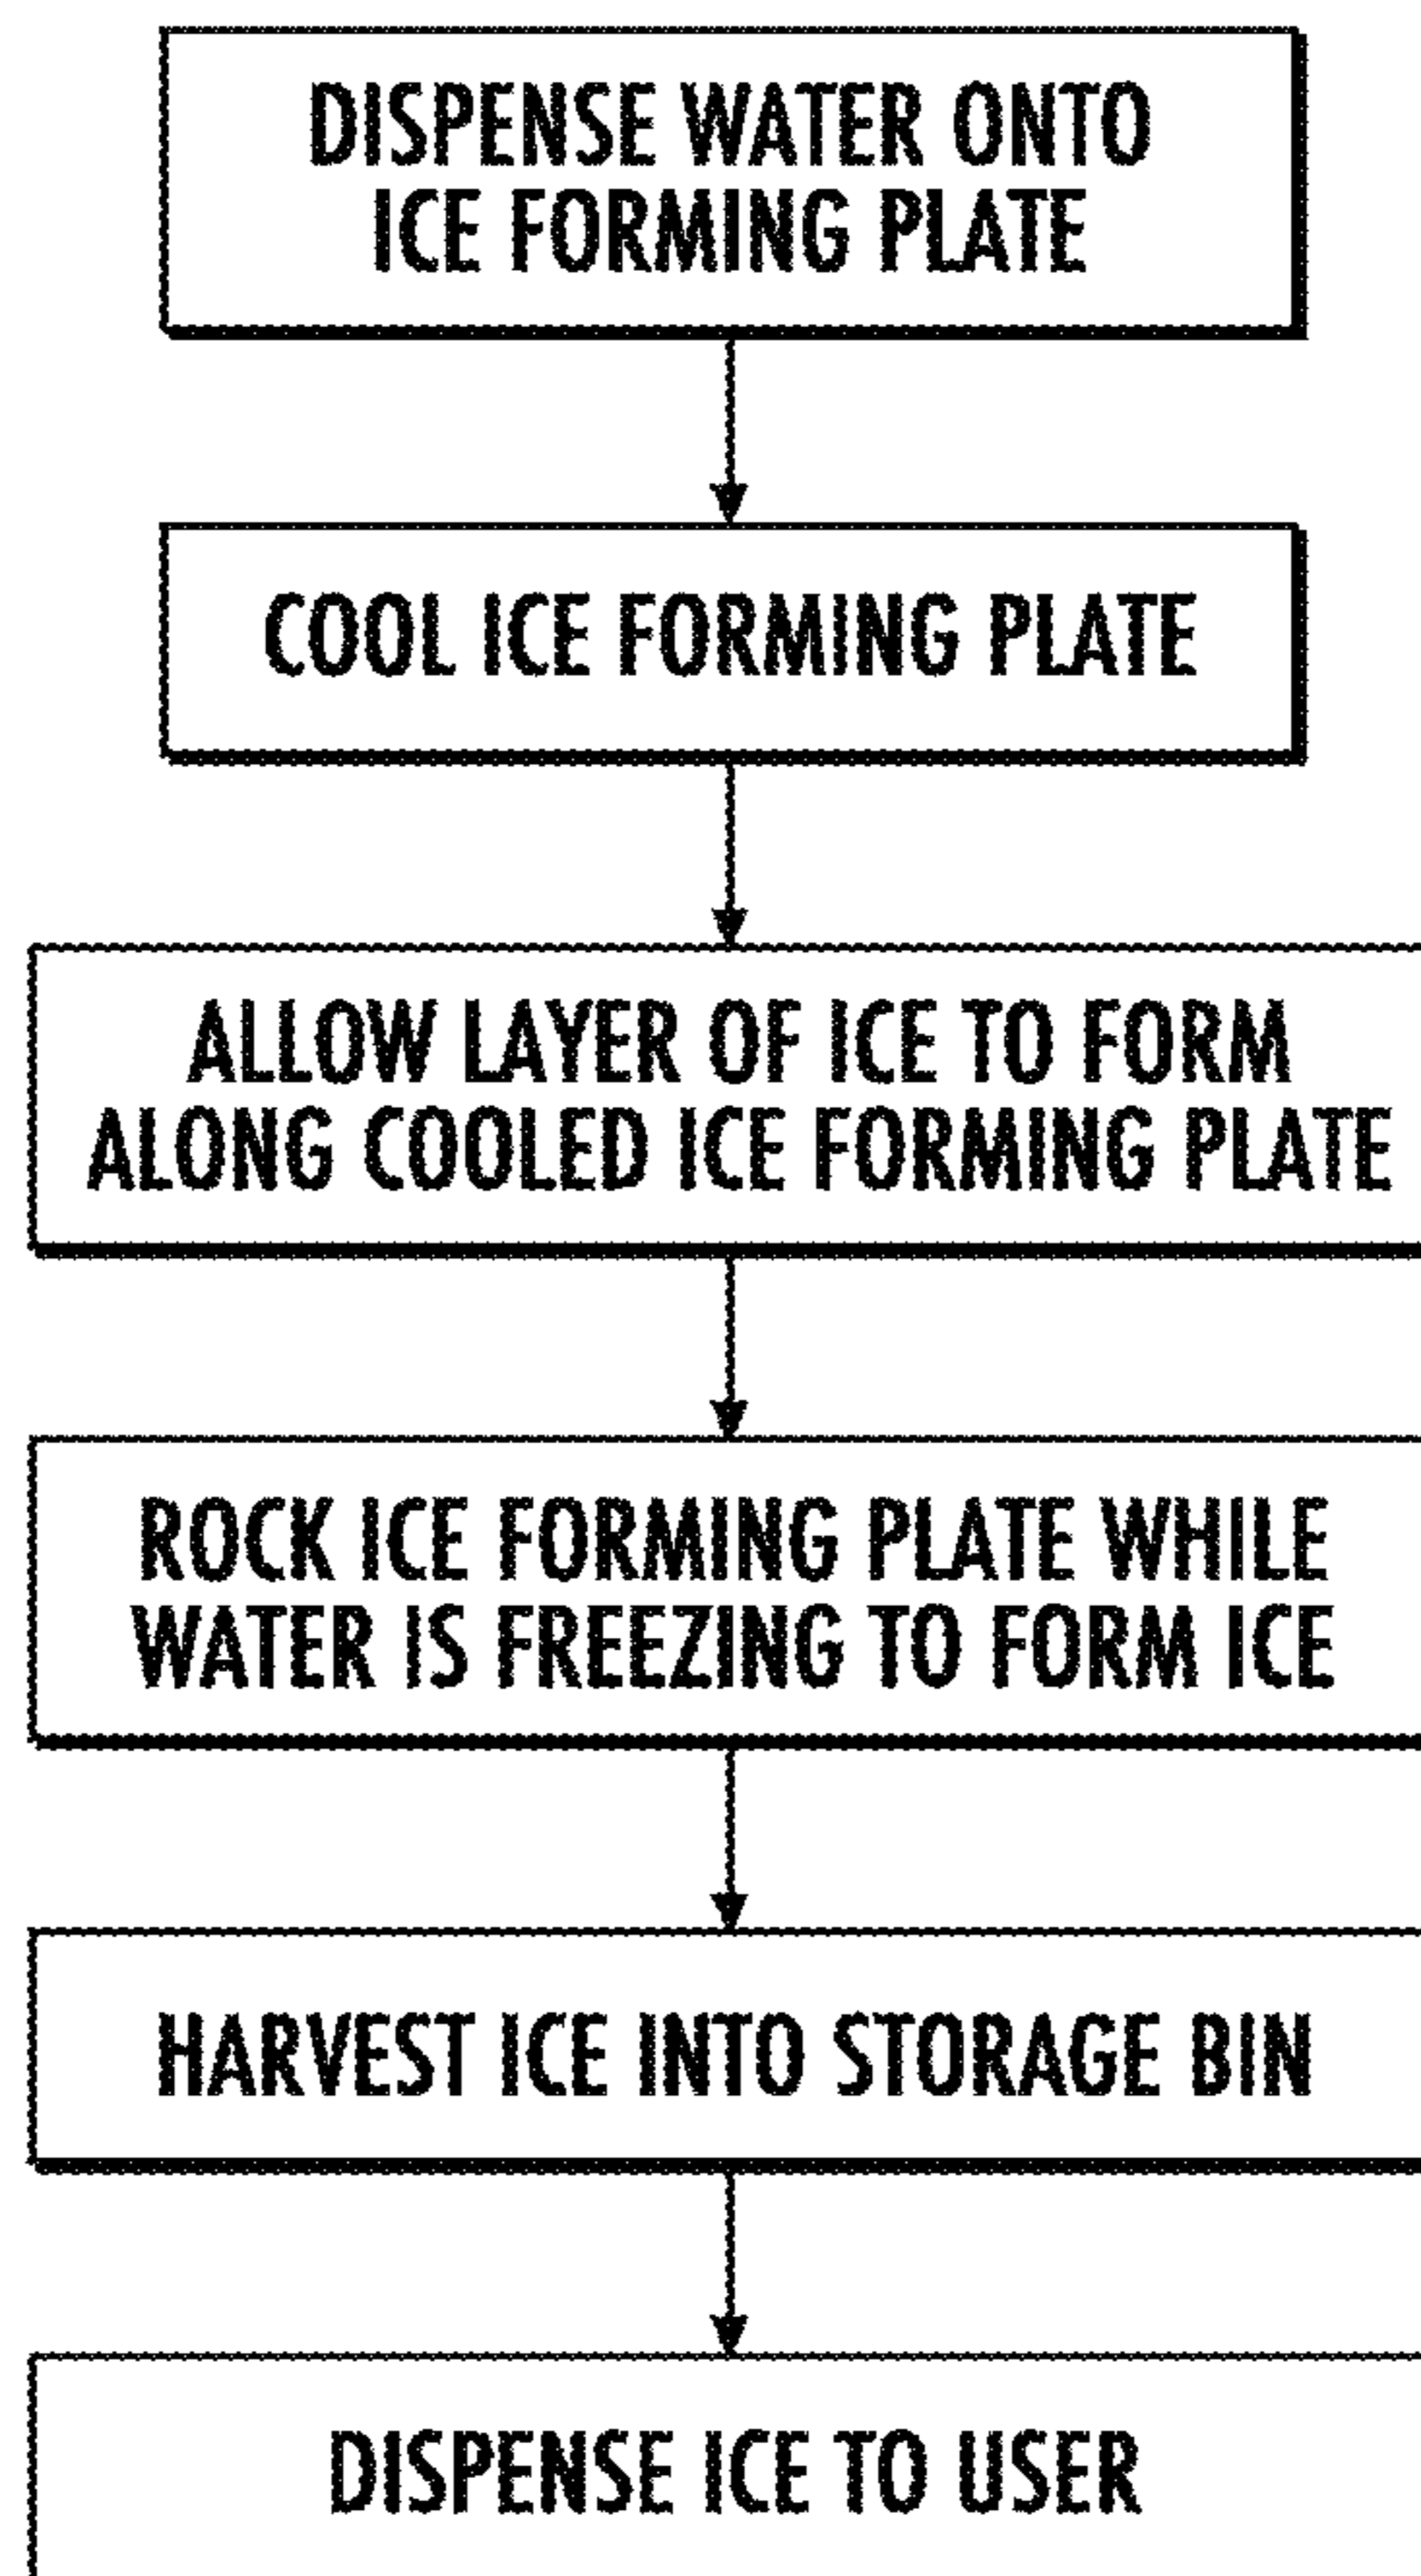 DISPENSE WATER ONTO
ICE FORMING PLATE
COOL ICE FORMING PLATE
ALLOW LAYER OF ICE TO FORM
ALONG COOLED ICE FORMING PLATE
ROCK ICE FORMING PLATE WHILE
WATER IS FREEZING TO FORM ICE
HARVEST ICE INTO STORAGE BIN
DISPENSE ICE TO USER